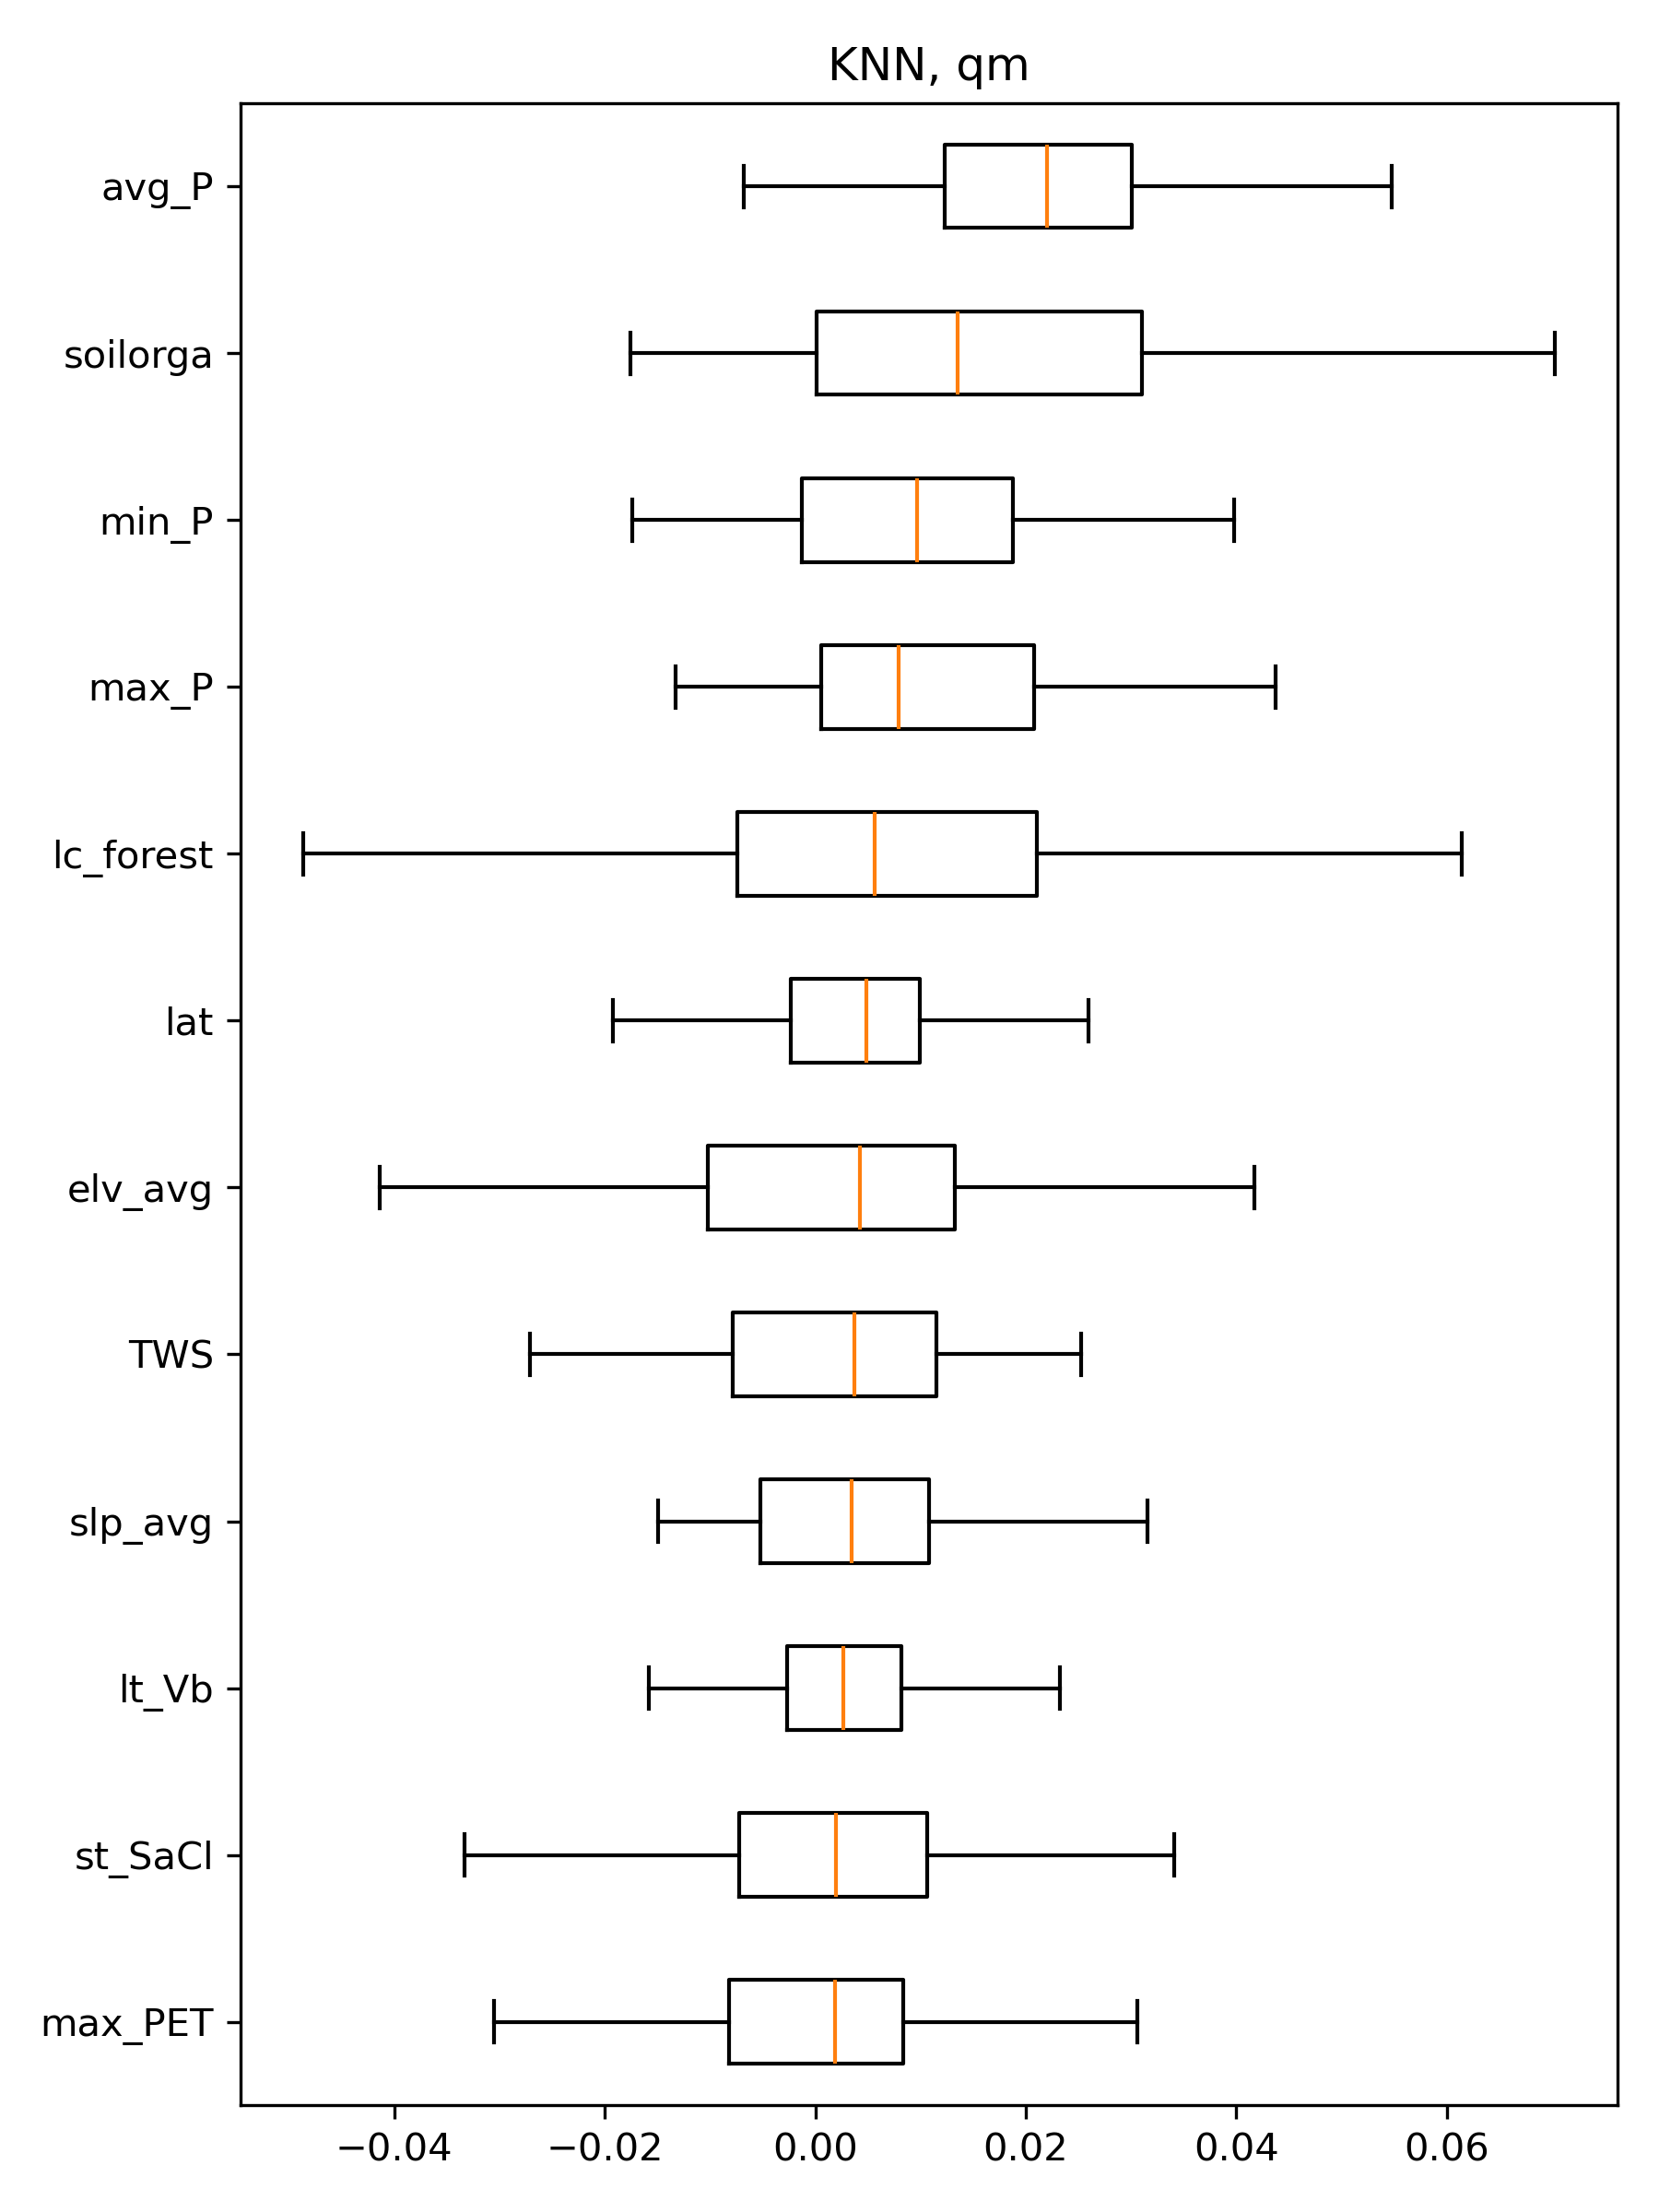 KNN, qm
avg_P
soilorga
min_P
max_P
lc_forest
lat
elv_avg
TWS
slp_avg
lt_Vb
st_SaCl
max_PET
−0.04 −0.02 0.00 0.02 0.04 0.06